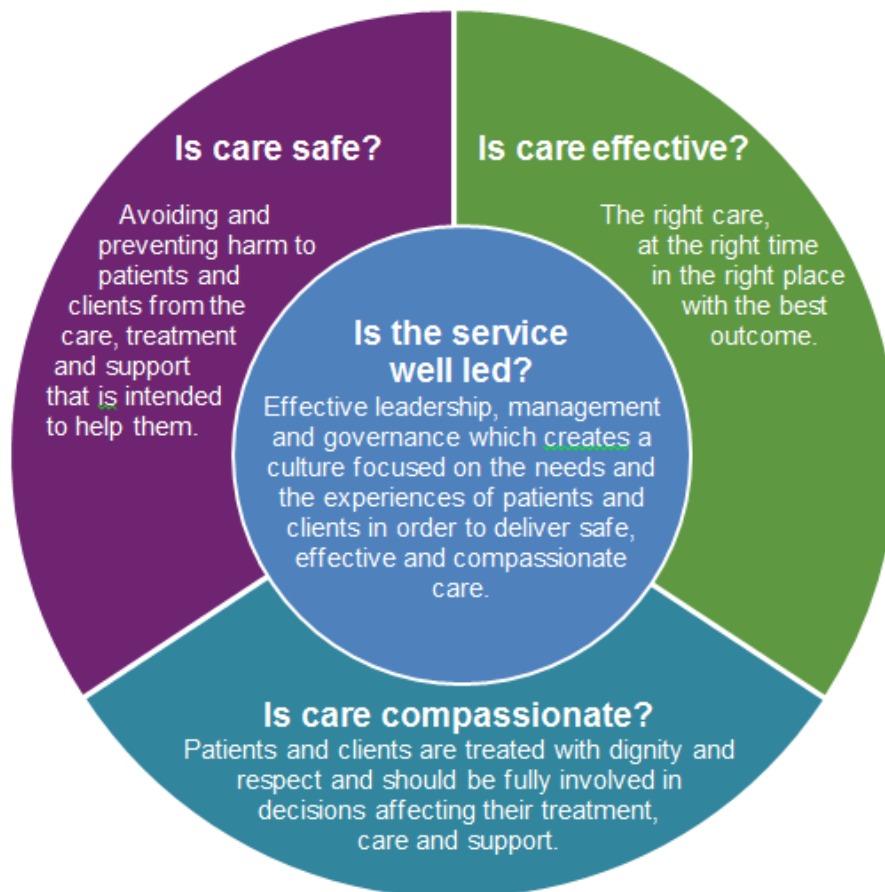 Is care safe?
Avoiding and
preventing harm to
patients and
clients from the
care, treatment
and support
that is intended
to help them.
Is care effective?
The right care,
at the right time
in the right place
with the best
outcome.
Is the service
well led?
Effective leadership, management
and governance which creates a
culture focused on the needs and
the experiences of patients and
clients in order to deliver safe,
effective and compassionate
care.
Is care compassionate?
Patients and clients are treated with dignity and
respect and should be fully involved in
decisions affecting their treatment,
care and support.